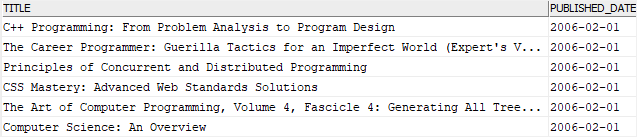 TITLE PUBLISHED_DATE
C++ Programming: From Problem Analysis to Program Design 2006-02-01
The Career Programmer: Guerilla Tactics for an Imperfect World (Expert's V... 2006-02-01
Principles of Concurrent and Distributed Programming 2006-02-01
CSS Mastery: Advanced Web Standards Solutions 2006-02-01
The Art of Computer Programming, Volume 4, Fascicle 4: Generating All Tree... 2006-02-01
Computer Science: An Overview 2006-02-01